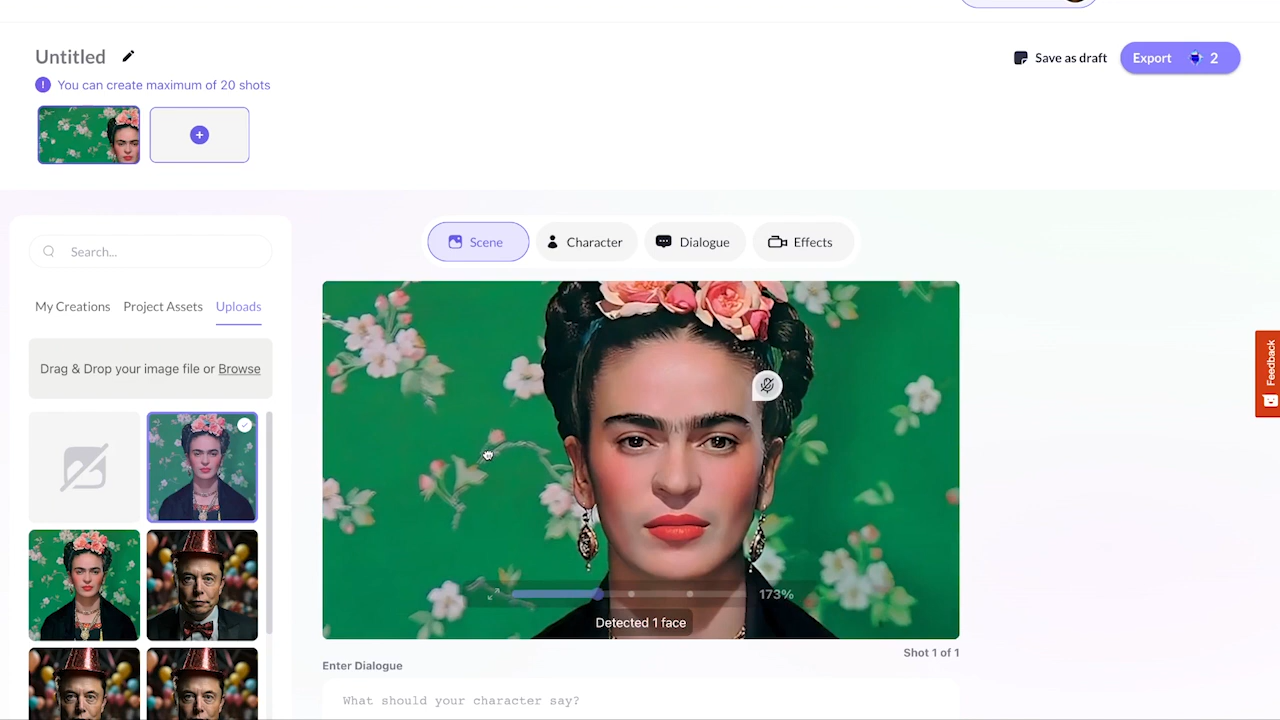 Untitled
You can create maximum of 20 shots
Save as draft
Export 2
Scene
Character
Dialogue
Effects
Search...
My Creations
Project Assets
Uploads
Drag & Drop your image file or Browse
173%
Detected 1 face
Shot 1 of 1
Enter Dialogue
What should your character say?
Feedback